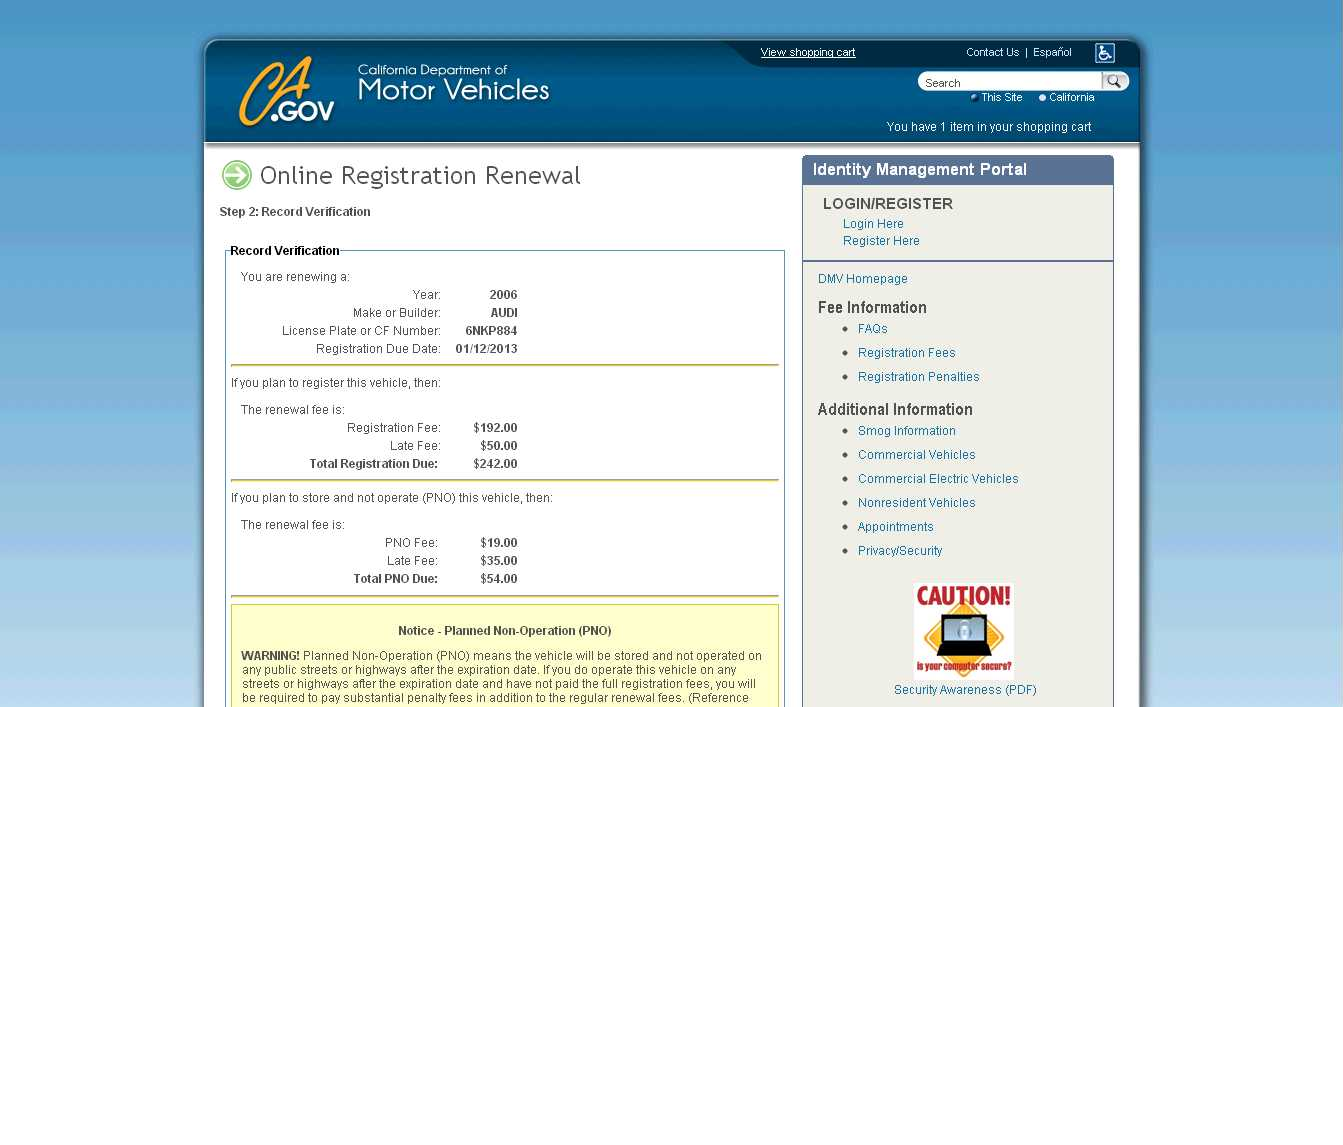 View shopping cart
Contact Us | Español
CA.GOV
California Department of
Motor Vehicles
Search
This Site California
You have 1 item in your shopping cart
Online Registration Renewal
Step 2: Record Verification
Record Verification
You are renewing a:
Year: 2006
Make or Builder: AUDI
License Plate or CF Number: 6NKP884
Registration Due Date: 01/12/2013
If you plan to register this vehicle, then:
The renewal fee is:
Registration Fee: $192.00
Late Fee: $50.00
Total Registration Due: $242.00
If you plan to store and not operate (PNO) this vehicle, then:
The renewal fee is:
PNO Fee: $19.00
Late Fee: $35.00
Total PNO Due: $54.00
Notice - Planned Non-Operation (PNO)
WARNING! Planned Non-Operation (PNO) means the vehicle will be stored and not operated on
any public streets or highways after the expiration date. If you do operate this vehicle on any
streets or highways after the expiration date and have not paid the full registration fees, you will
be required to pay substantial penalty fees in addition to the regular renewal fees. (Reference
Identity Management Portal
LOGIN/REGISTER
Login Here
Register Here
DMV Homepage
Fee Information
FAQs
Registration Fees
Registration Penalties
Additional Information
Smog Information
Commercial Vehicles
Commercial Electric Vehicles
Nonresident Vehicles
Appointments
Privacy/Security
CAUTION!
is your computer secure?
Security Awareness (PDF)